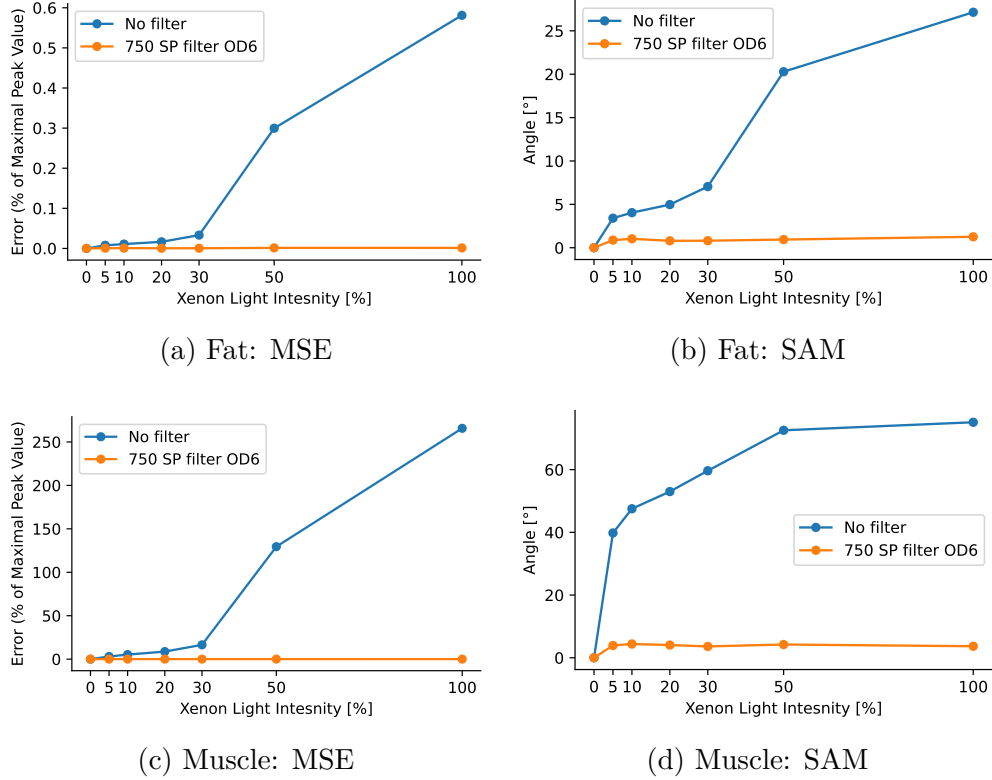 0.6
0.5
0.4
0.3
0.2
0.1
0.0
Error (% of Maximal Peak Value)
No filter
750 SP filter OD6
0 5 10 20 30 50 100
Xenon Light Intesnity [%]
(a) Fat: MSE
25
20
15
10
5
0
Angle [°]
No filter
750 SP filter OD6
0 5 10 20 30 50 100
Xenon Light Intesnity [%]
(b) Fat: SAM
250
200
150
100
50
0
Error (% of Maximal Peak Value)
No filter
750 SP filter OD6
0 5 10 20 30 50 100
Xenon Light Intesnity [%]
(c) Muscle: MSE
60
40
20
0
Angle [°]
No filter
750 SP filter OD6
0 5 10 20 30 50 100
Xenon Light Intesnity [%]
(d) Muscle: SAM